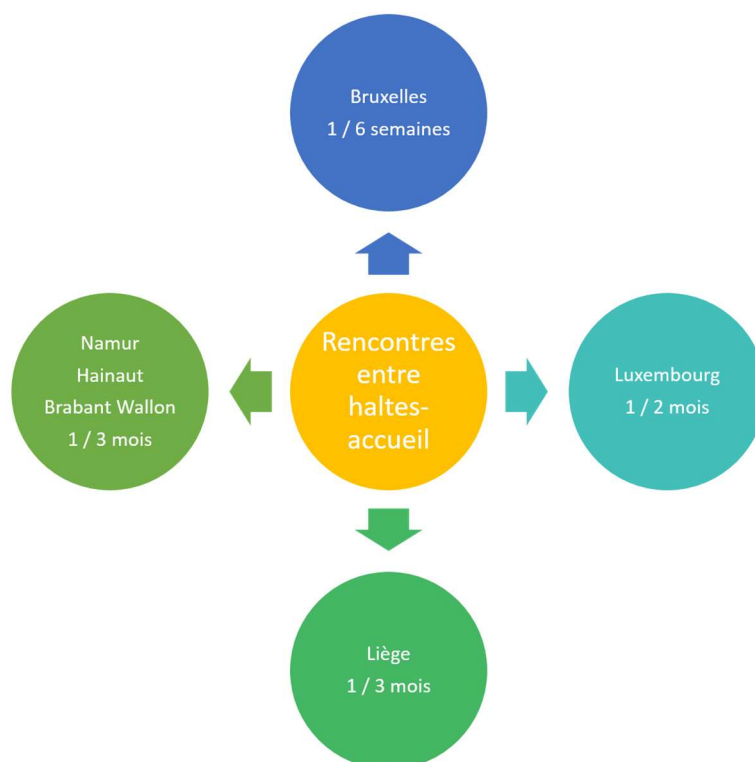 Bruxelles
1 / 6 semaines
Namur
Hainaut
Brabant Wallon
1 / 3 mois
Rencontres
entre
haltes-
accueil
Luxembourg
1 / 2 mois
Liège
1 / 3 mois